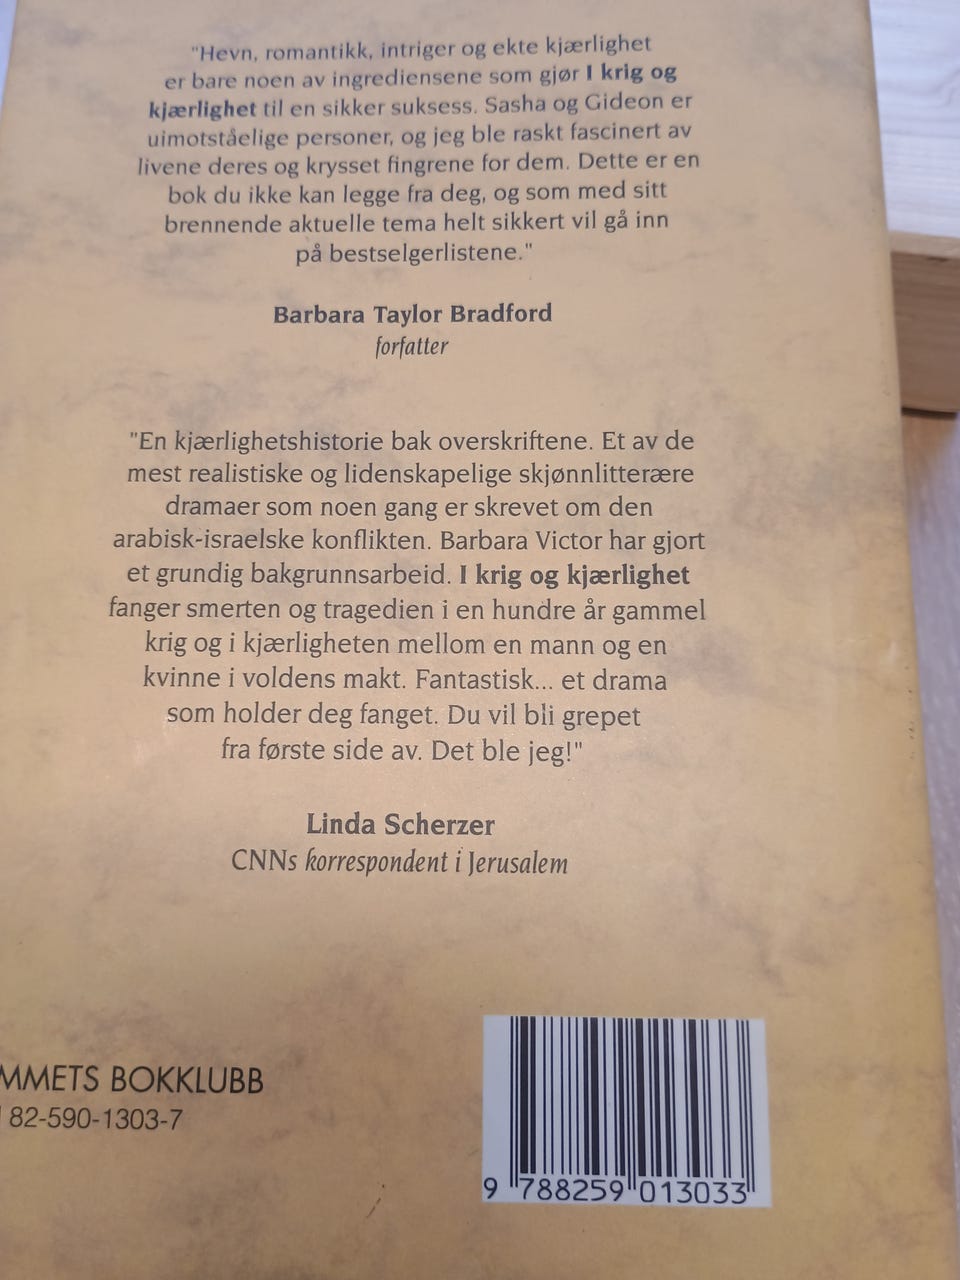 "Hevn, romantikk, intriger og ekte kjærlighet
er bare noen av ingrediensene som gjør I krig og
kjærlighet til en sikker suksess. Sasha og Gideon er
uimotståelige personer, og jeg ble raskt fascinert av
livene deres og krysset fingrene for dem. Dette er en
bok du ikke kan legge fra deg, og som med sitt
brennende aktuelle tema helt sikkert vil gå inn
på bestselgerlistene."
Barbara Taylor Bradford
forfatter
"En kjærlighetshistorie bak overskriftene. Et av de
mest realistiske og lidenskapelige skjønnlitterære
dramaer som noen gang er skrevet om den
arabisk-israelske konflikten. Barbara Victor har gjort
et grundig bakgrunnsarbeid. I krig og kjærlighet
fanger smerten og tragedien i en hundre år gammel
krig og i kjærligheten mellom en mann og en
kvinne i voldens makt. Fantastisk... et drama
som holder deg fanget. Du vil bli grepet
fra første side av. Det ble jeg!"
Linda Scherzer
CNNs korrespondent i Jerusalem
MMETS BOKKLUBB
82-590-1303-7
9 788259 013033